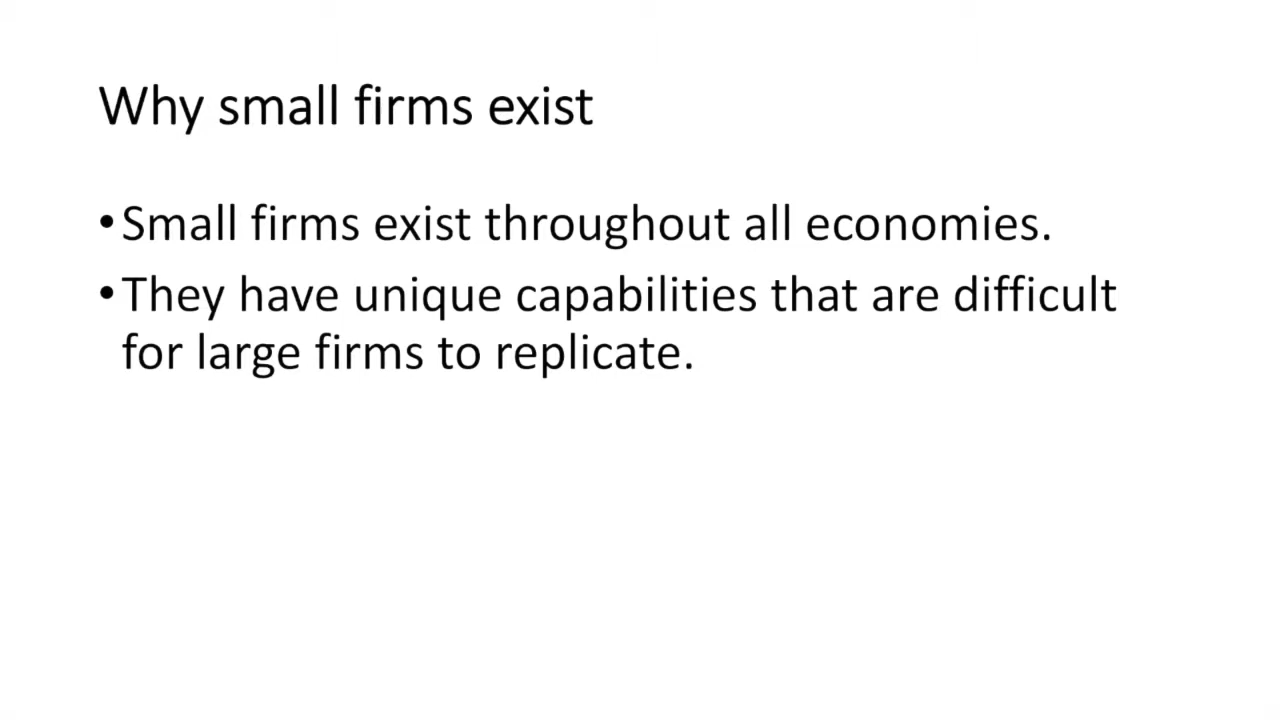 Why small firms exist
•Small firms exist throughout all economies.
•They have unique capabilities that are difficult
for large firms to replicate.